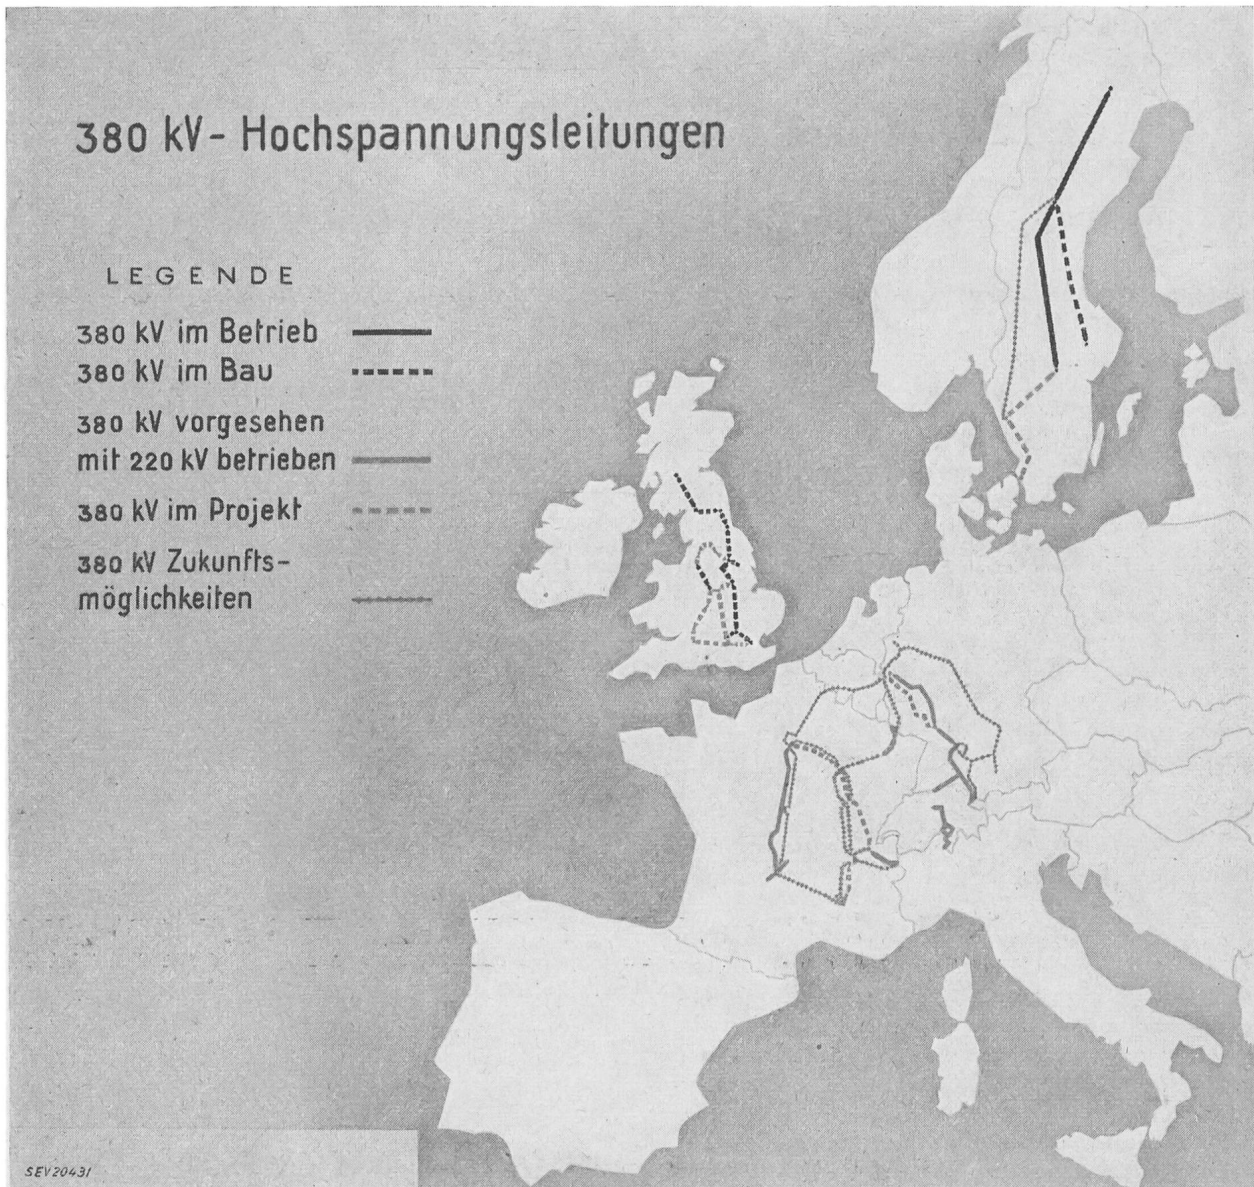 380 kV - Hochspannungsleitungen
LEGENDE
380 kV im Betrieb
380 kV im Bau
380 kV vorgesehen
mit 220 kV betrieben
380 kV im Projekt
380 kV Zukunfts-
möglichkeiten
SEV20431